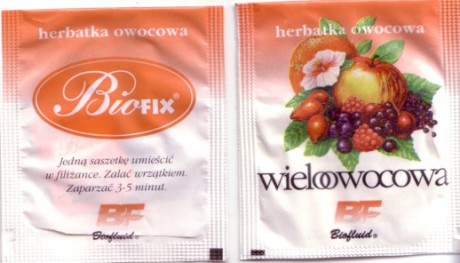 herbatka owocowa
BioFIX®
Jedną saszetkę umieścić
w filiżance. Zalać wrzątkiem.
Zaparzać 3-5 minut.
BF
Biofluid®
herbatka owocowa
wieloowocowa
BF
Biofluid®